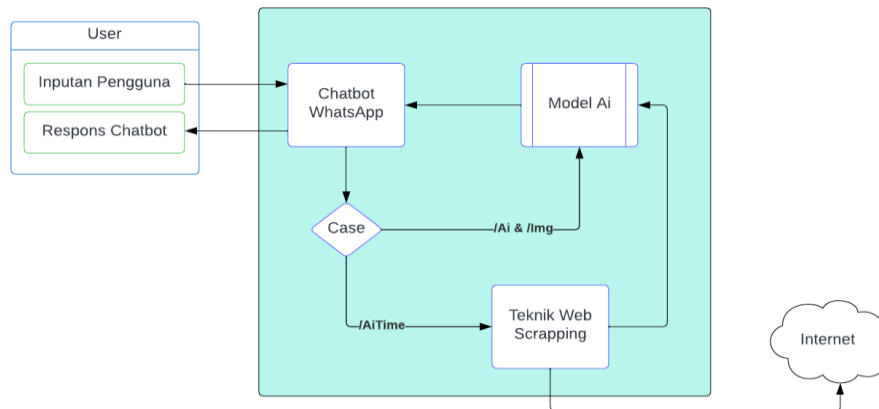 User
Inputan Pengguna
Respons Chatbot
Chatbot
WhatsApp
Model Ai
Case
/Ai & /Img
/AiTime
Teknik Web
Scrapping
Internet